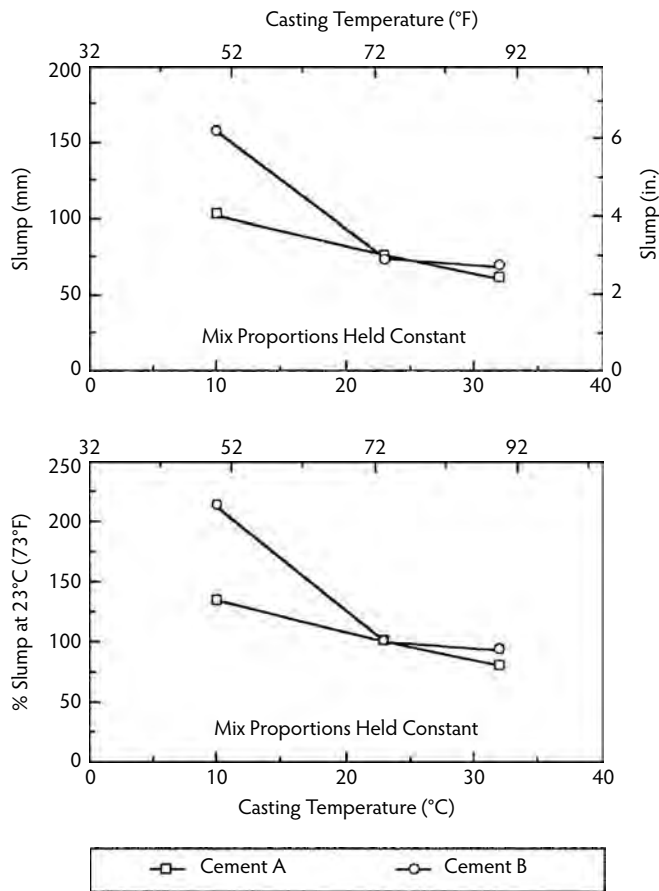 Casting Temperature (°F)
32 52 72 92
200
150
100
50
0
Slump (mm)
6
4
2
0
Slump (in.)
Mix Proportions Held Constant
0 10 20 30 40
32 52 72 92
250
200
150
100
50
0
% Slump at 23°C (73°F)
Mix Proportions Held Constant
0 10 20 30 40
Casting Temperature (°C)
Cement A Cement B